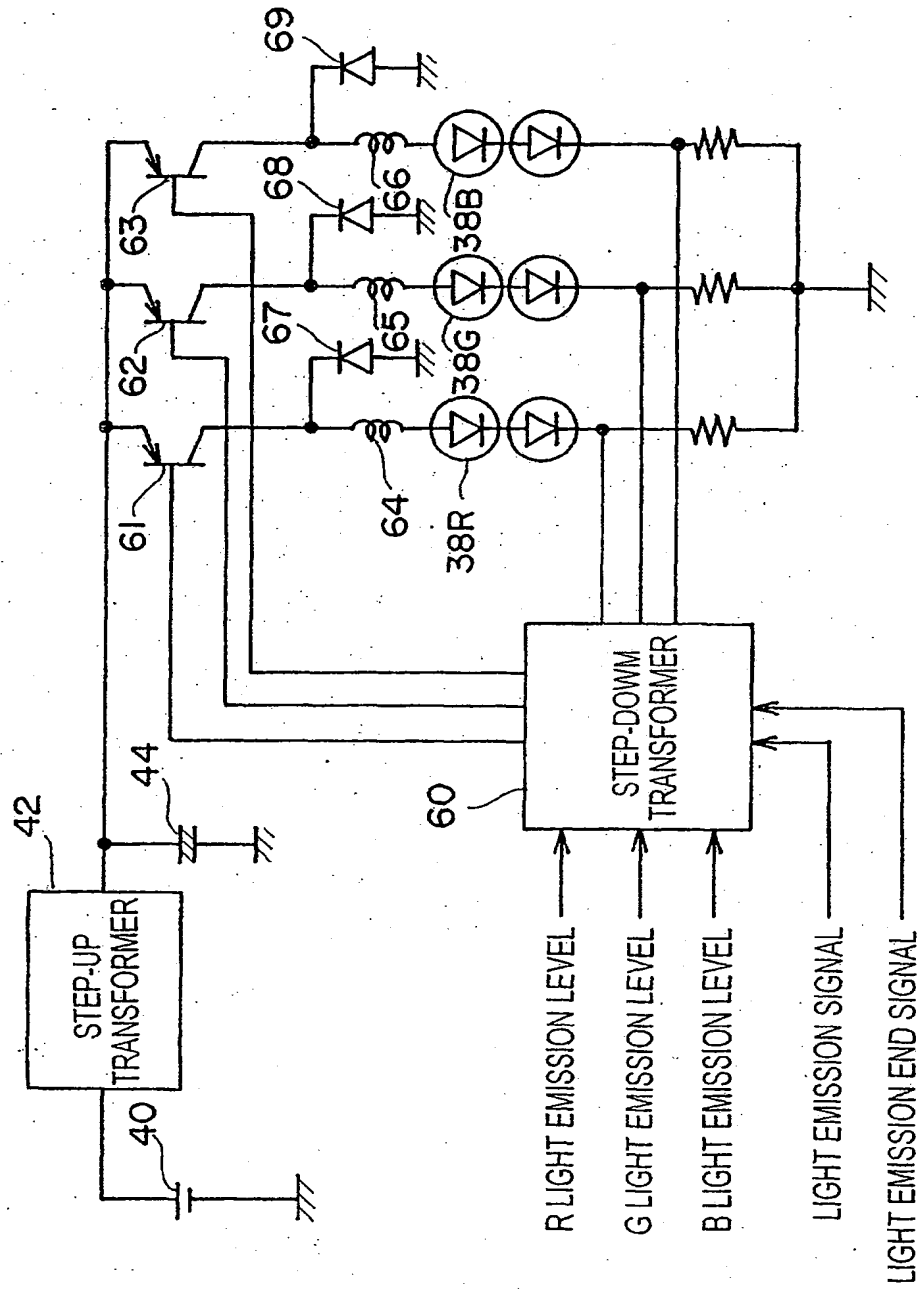 42
STEP-UP
TRANSFORMER
40
44
61
62
63
67
68
69
64
65
66
38R
38G
38B
60
STEP-DOWM
TRANSFORMER
R LIGHT EMISSION LEVEL
G LIGHT EMISSION LEVEL
B LIGHT EMISSION LEVEL
LIGHT EMISSION SIGNAL
LIGHT EMISSION END SIGNAL